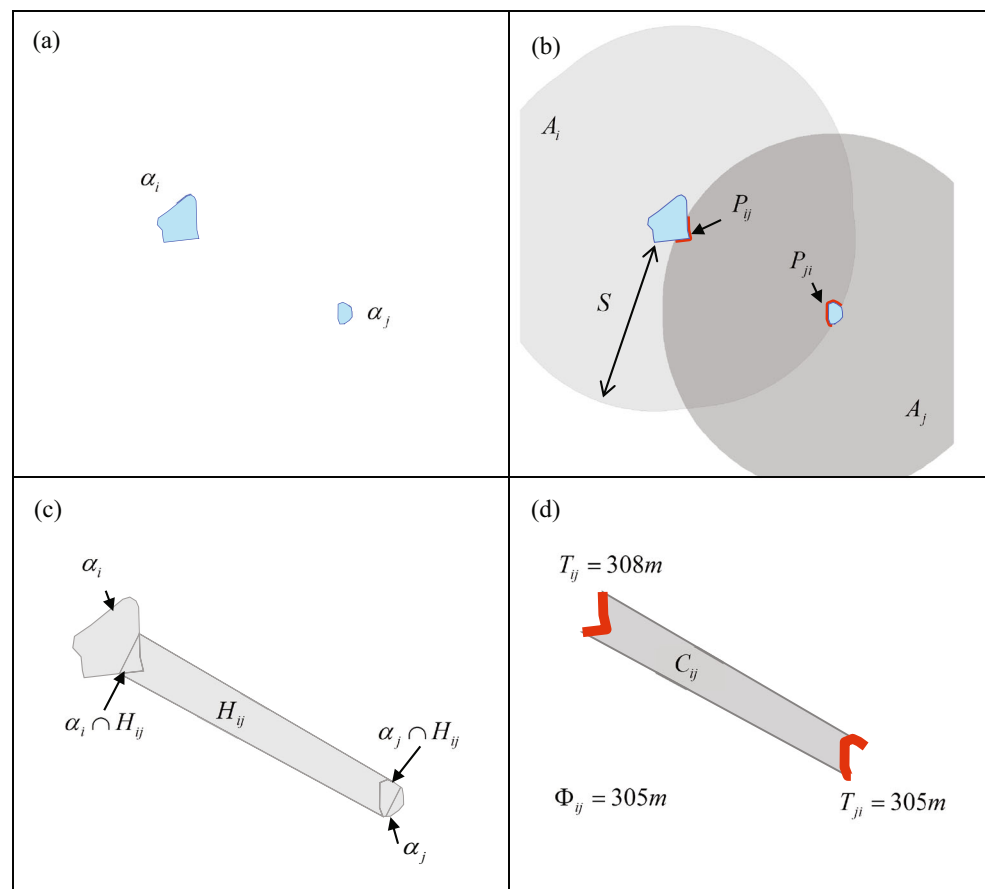 (a)
α_i
α_j
(b)
A_i
P_ij
P_ji
S
A_j
(c)
α_i
H_ij
α_i ∩ H_ij
α_j ∩ H_ij
α_j
(d)
T_ij = 308m
C_ij
Φ_ij = 305m
T_ji = 305m